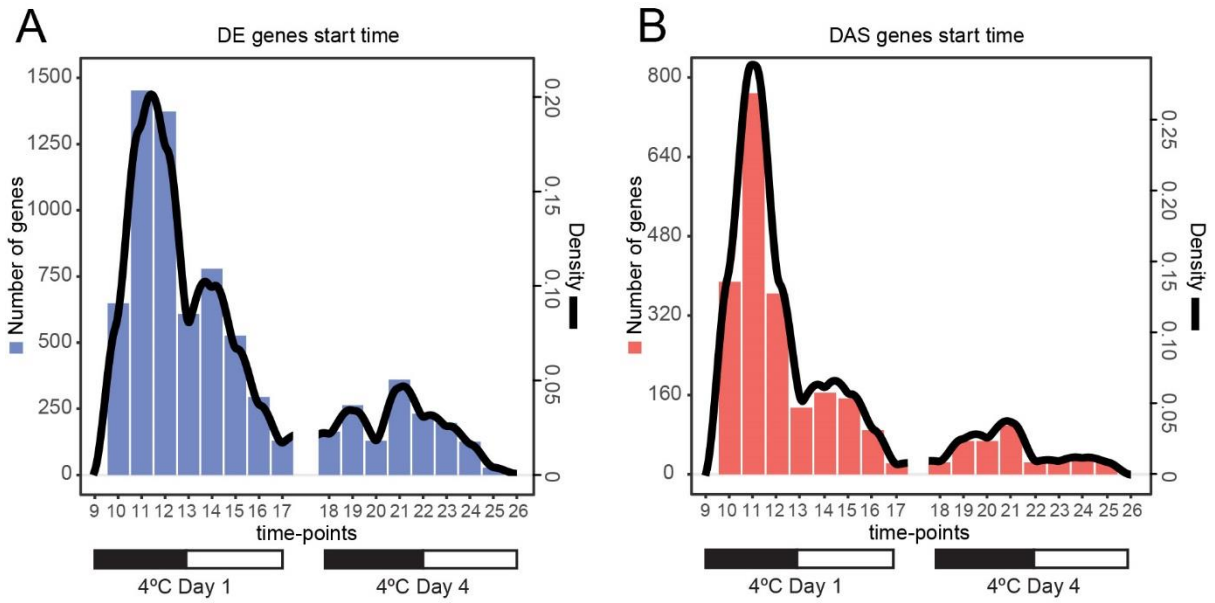 A
DE genes start time
1500
1250
1000
750
500
250
0
Number of genes
0.20
0.15
0.10
0.05
0
Density
9 10 11 12 13 14 15 16 17 18 19 20 21 22 23 24 25 26
time-points
4ºC Day 1
4ºC Day 4
B
DAS genes start time
800
640
480
320
160
0
Number of genes
0.25
0.20
0.15
0.10
0.05
0
Density
9 10 11 12 13 14 15 16 17 18 19 20 21 22 23 24 25 26
time-points
4ºC Day 1
4ºC Day 4